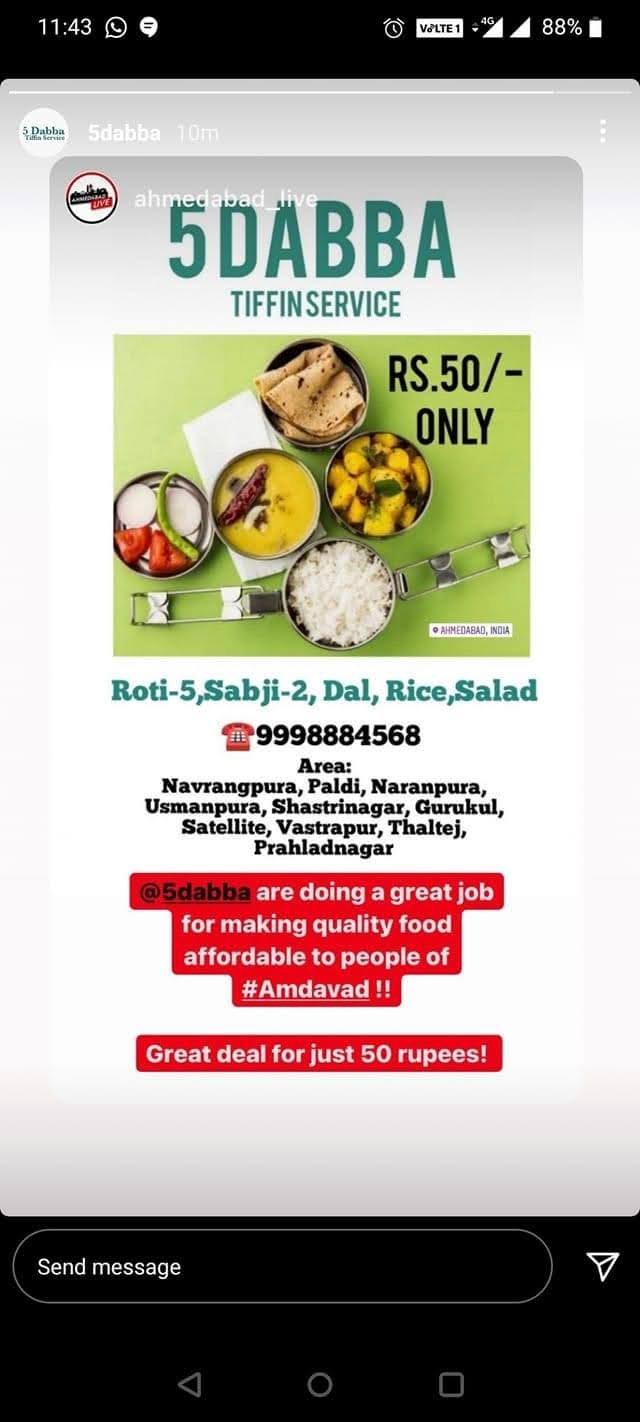 11:43
VoLTE 1 4G 88%
5 Dabba
Tiffin Service
5dabba 10m
AHMEDABAD
LIVE
ahmedabad_live
5DABBA
TIFFIN SERVICE
RS.50/-
ONLY
AHMEDABAD, INDIA
Roti-5,Sabji-2, Dal, Rice,Salad
9998884568
Area:
Navrangpura, Paldi, Naranpura,
Usmanpura, Shastrinagar, Gurukul,
Satellite, Vastrapur, Thaltej,
Prahladnagar
@5dabba are doing a great job
for making quality food
affordable to people of
#Amdavad !!
Great deal for just 50 rupees!
Send message